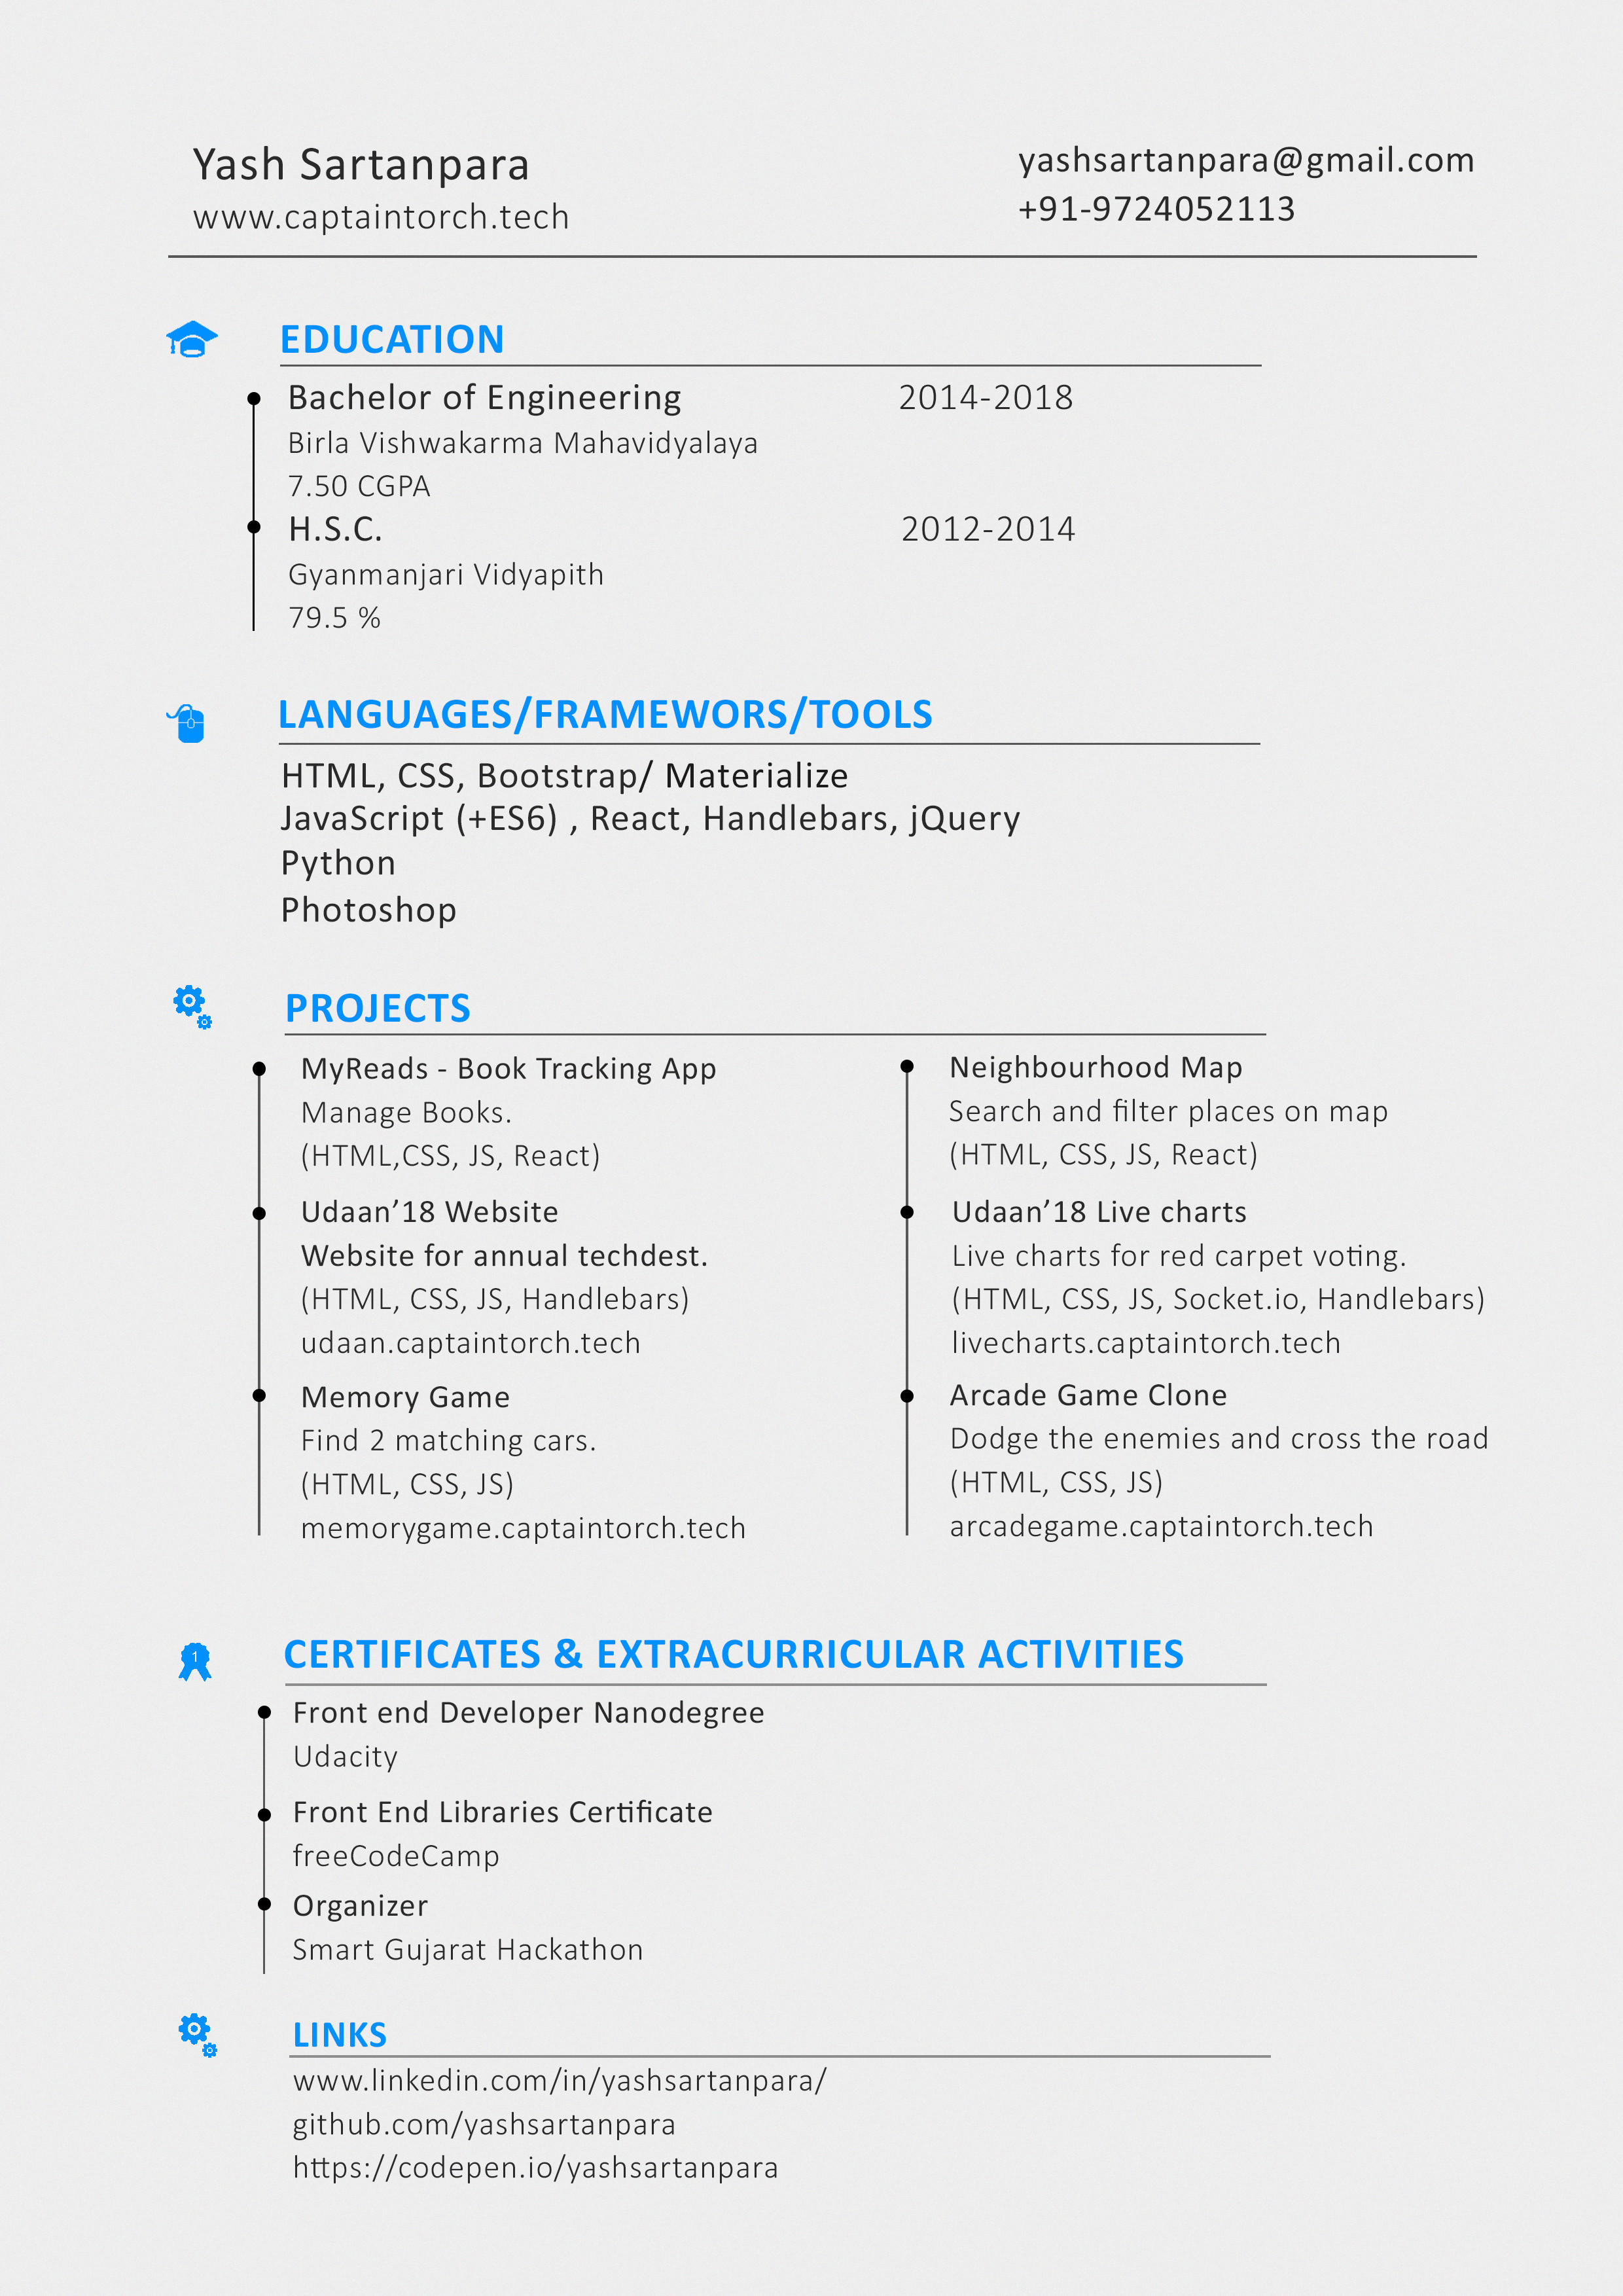 Yash Sartanpara
www.captaintorch.tech
yashsartanpara@gmail.com
+91-9724052113
EDUCATION
Bachelor of Engineering 2014-2018
Birla Vishwakarma Mahavidyalaya
7.50 CGPA
H.S.C. 2012-2014
Gyanmanjari Vidyapith
79.5 %
LANGUAGES/FRAMEWORS/TOOLS
HTML, CSS, Bootstrap/ Materialize
JavaScript (+ES6) , React, Handlebars, jQuery
Python
Photoshop
PROJECTS
MyReads - Book Tracking App
Manage Books.
(HTML,CSS, JS, React)
Udaan’18 Website
Website for annual techdest.
(HTML, CSS, JS, Handlebars)
udaan.captaintorch.tech
Memory Game
Find 2 matching cars.
(HTML, CSS, JS)
memorygame.captaintorch.tech
Neighbourhood Map
Search and filter places on map
(HTML, CSS, JS, React)
Udaan’18 Live charts
Live charts for red carpet voting.
(HTML, CSS, JS, Socket.io, Handlebars)
livecharts.captaintorch.tech
Arcade Game Clone
Dodge the enemies and cross the road
(HTML, CSS, JS)
arcadegame.captaintorch.tech
1
CERTIFICATES & EXTRACURRICULAR ACTIVITIES
Front end Developer Nanodegree
Udacity
Front End Libraries Certificate
freeCodeCamp
Organizer
Smart Gujarat Hackathon
LINKS
www.linkedin.com/in/yashsartanpara/
github.com/yashsartanpara
https://codepen.io/yashsartanpara